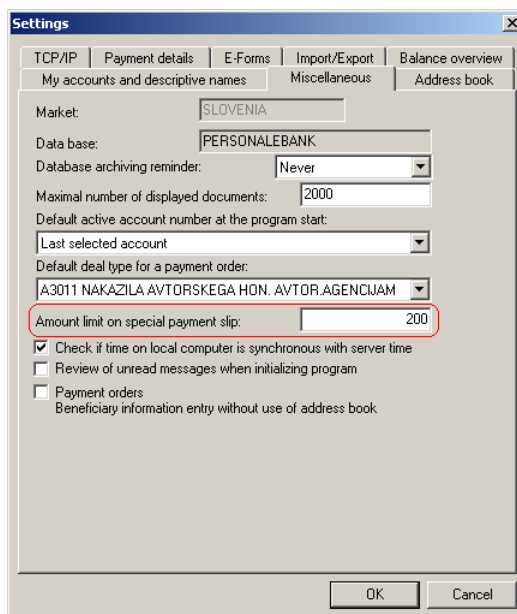 Settings
TCP/IP Payment details E-Forms Import/Export Balance overview
My accounts and descriptive names Miscellaneous Address book
Market: SLOVENIA
Data base: PERSONALEBANK
Database archiving reminder: Never
Maximal number of displayed documents: 2000
Default active account number at the program start:
Last selected account
Default deal type for a payment order:
A3011 NAKAZILA AVTORSKEGA HON. AVTOR.AGENCIJAM
Amount limit on special payment slip: 200
Check if time on local computer is synchronous with server time
Review of unread messages when initializing program
Payment orders
Beneficiary information entry without use of address book
OK Cancel